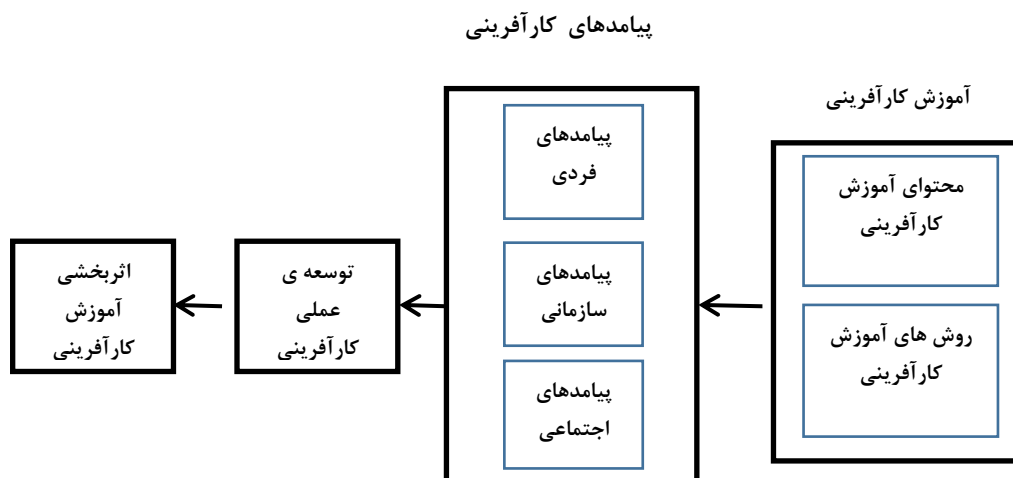 پیامدهای کارآفرینی
آموزش کارآفرینی
محتوای آموزش
کارآفرینی
روش های آموزش
کارآفرینی
پیامدهای
فردی
پیامدهای
سازمانی
پیامدهای
اجتماعی
توسعه ی
عملی
کارآفرینی
اثربخشی
آموزش
کارآفرینی